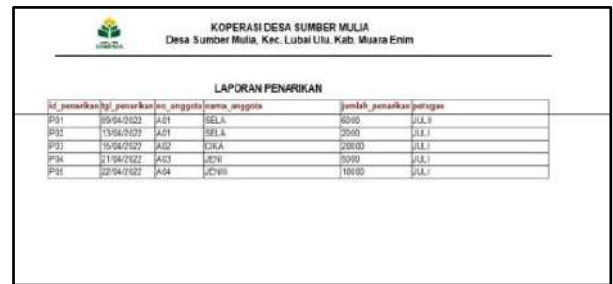 KOPERASI DESA SUMBER MULIA
Desa Sumber Mulia, Kec. Lubai Ulu, Kab. Muara Enim
LAPORAN PENARIKAN
id_penarikan tgl_penarikan no_anggota nama_anggota jumlah_penarikan petugas
P01 09/04/2022 A01 SELA 6000 JULI
P02 13/04/2022 A01 SELA 2000 JULI
P03 15/04/2022 A02 CIKA 20000 JULI
P04 21/04/2022 A03 JENI 5000 JULI
P05 22/04/2022 A04 JENIII 10000 JULI